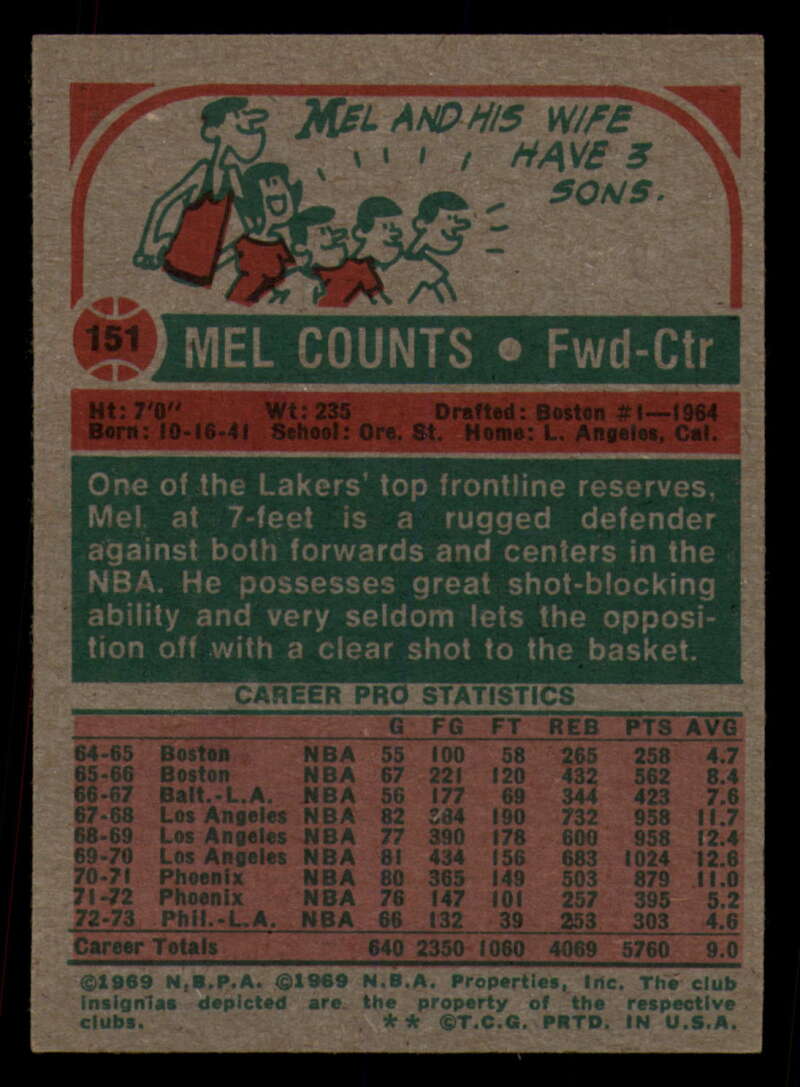 MEL AND HIS WIFE
HAVE 3
SONS.
151
MEL COUNTS • Fwd-Ctr
Ht: 7'0" Wt: 235 Drafted: Boston #1—1964
Born: 10-16-41 School: Ore. St. Home: L. Angeles, Cal.
One of the Lakers' top frontline reserves,
Mel at 7-feet is a rugged defender
against both forwards and centers in the
NBA. He possesses great shot-blocking
ability and very seldom lets the opposi-
tion off with a clear shot to the basket.
CAREER PRO STATISTICS
G FG FT REB PTS AVG
64-65 Boston NBA 55 100 58 265 258 4.7
65-66 Boston NBA 67 221 120 432 562 8.4
66-67 Balt.-L.A. NBA 56 177 69 344 423 7.6
67-68 Los Angeles NBA 82 384 190 732 958 11.7
68-69 Los Angeles NBA 77 390 178 600 958 12.4
69-70 Los Angeles NBA 81 434 156 683 1024 12.6
70-71 Phoenix NBA 80 365 149 503 879 11.0
71-72 Phoenix NBA 76 147 101 257 395 5.2
72-73 Phil.-L.A. NBA 66 132 39 253 303 4.6
Career Totals 640 2350 1060 4069 5760 9.0
©1969 N.B.P.A. ©1969 N.B.A. Properties, Inc. The club
insignias depicted are the property of the respective
clubs. ** ©T.C.G. PRTD. IN U.S.A.